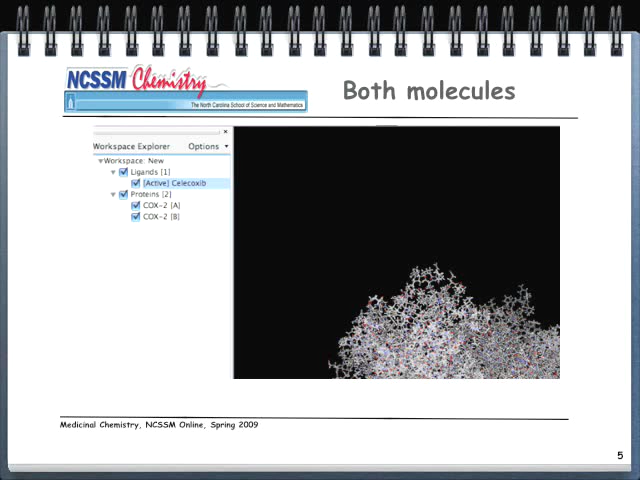 NCSSM Chemistry
The North Carolina School of Science and Mathematics
Both molecules
Workspace Explorer Options
Workspace: New
Ligands [1]
[Active] Celecoxib
Proteins [2]
COX-2 [A]
COX-2 [B]
Medicinal Chemistry, NCSSM Online, Spring 2009
5